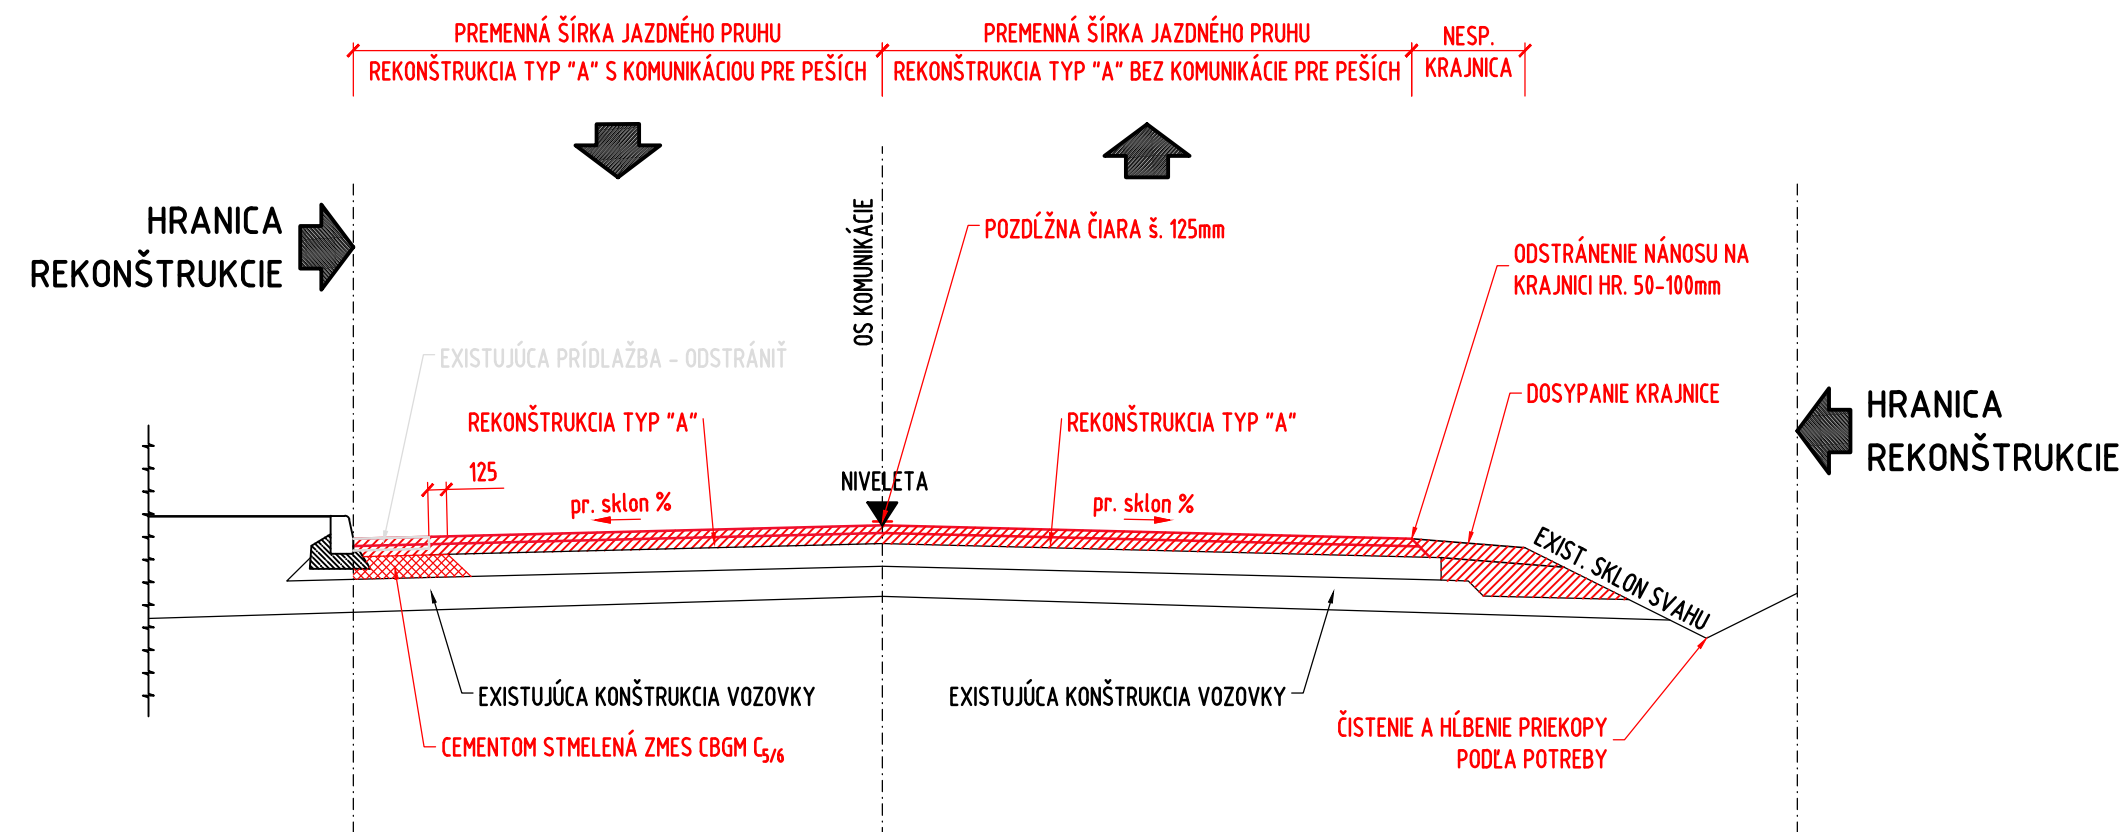 PREMENNÁ ŠÍRKA JAZDNÉHO PRUHU
REKONŠTRUKCIA TYP "A" S KOMUNIKÁCIOU PRE PEŠÍCH
PREMENNÁ ŠÍRKA JAZDNÉHO PRUHU
REKONŠTRUKCIA TYP "A" BEZ KOMUNIKÁCIE PRE PEŠÍCH
NESP.
KRAJNICA
HRANICA
REKONŠTRUKCIE
OS KOMUNIKÁCIE
POZDĹŽNA ČIARA š. 125mm
ODSTRÁNENIE NÁNOSU NA
KRAJNICI HR. 50-100mm
EXISTUJÚCA PRÍDLAŽBA - ODSTRÁNIŤ
DOSYPANIE KRAJNICE
HRANICA
REKONŠTRUKCIE
REKONŠTRUKCIA TYP "A"
REKONŠTRUKCIA TYP "A"
125
NIVELETA
pr. sklon %
pr. sklon %
EXIST. SKLON SVAHU
EXISTUJÚCA KONŠTRUKCIA VOZOVKY
EXISTUJÚCA KONŠTRUKCIA VOZOVKY
CEMENTOM STMELENÁ ZMES CBGM C5/6
ČISTENIE A HĹBENIE PRIEKOPY
PODĽA POTREBY